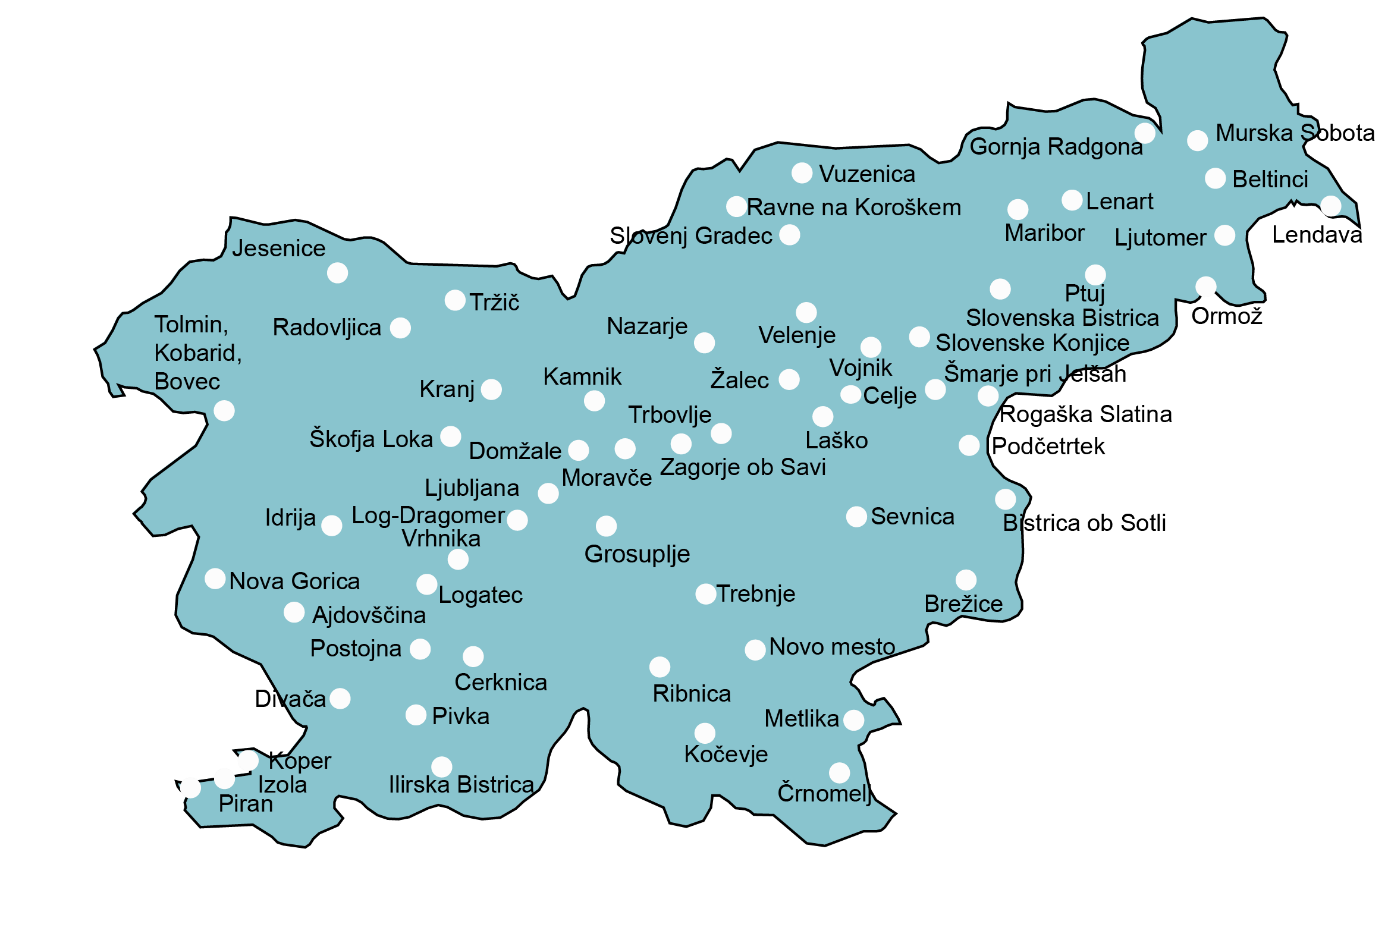 Murska Sobota
Gornja Radgona
Vuzenica
Beltinci
Ravne na Koroškem
Lenart
Slovenj Gradec
Maribor
Ljutomer
Lendava
Jesenice
Tržič
Ptuj
Radovljica
Nazarje
Velenje
Slovenska Bistrica
Ormož
Tolmin,
Kobarid,
Bovec
Slovenske Konjice
Vojnik
Šmarje pri Jelšah
Kranj
Kamnik
Žalec
Celje
Trbovlje
Rogaška Slatina
Škofja Loka
Domžale
Laško
Podčetrtek
Moravče
Zagorje ob Savi
Ljubljana
Idrija
Log-Dragomer
Vrhnika
Sevnica
Bistrica ob Sotli
Grosuplje
Nova Gorica
Logatec
Trebnje
Brežice
Ajdovščina
Postojna
Novo mesto
Cerknica
Ribnica
Divača
Pivka
Metlika
Kočevje
Koper
Izola
Piran
Ilirska Bistrica
Črnomelj